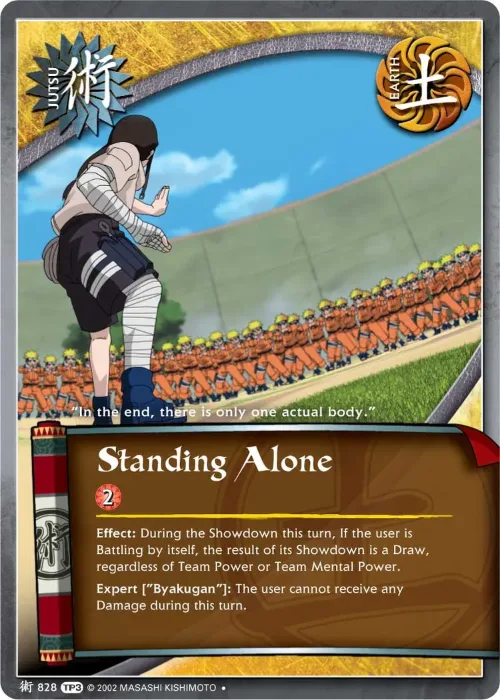 JUTSU 術
EARTH 土
"In the end, there is only one actual body."
Standing Alone
2
Effect: During the Showdown this turn, If the user is
Battling by itself, the result of its Showdown is a Draw,
regardless of Team Power or Team Mental Power.
Expert ["Byakugan"]: The user cannot receive any
Damage during this turn.
術
術 828 TP3 © 2002 MASASHI KISHIMOTO •